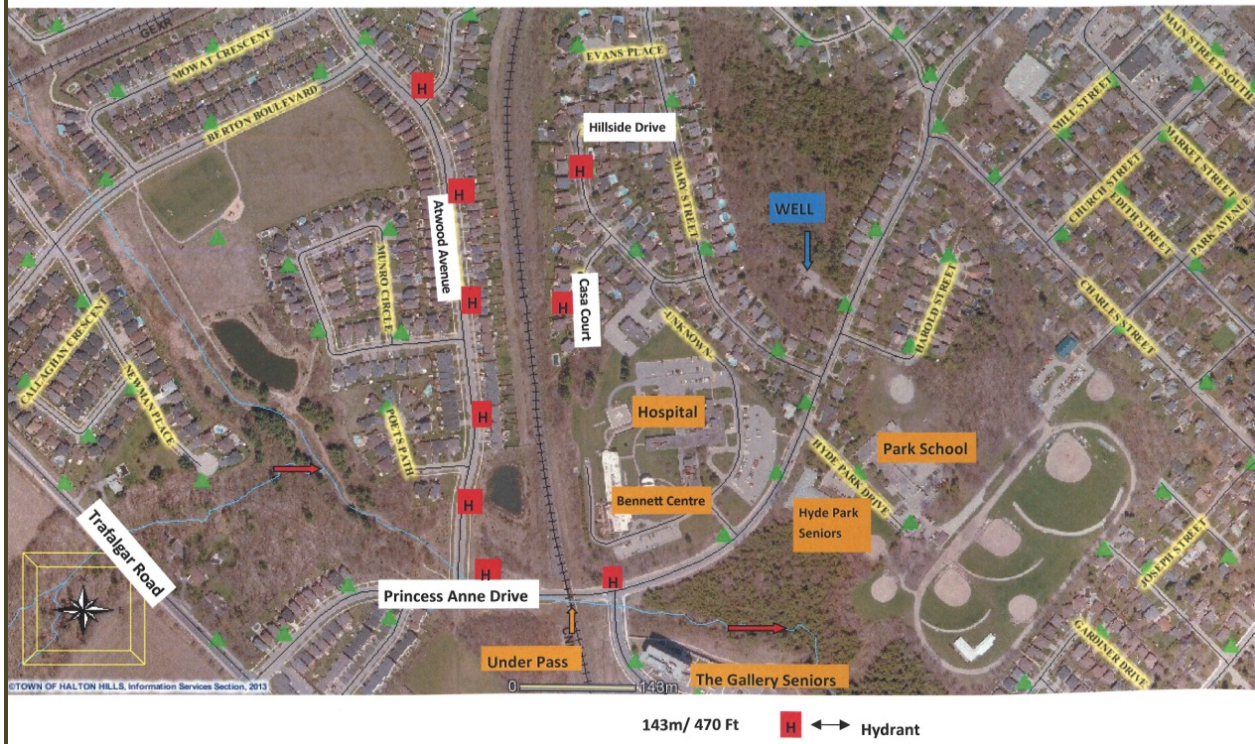 GEXR
MOWAT CRESCENT
BERTON BOULEVARD
EVANS PLACE
MAIN STREET SOUTH
MILL STREET
MARKET STREET
CHURCH STREET
EDITH STREET
PARK AVENUE
H
Hillside Drive
H
H
MARY STREET
WELL
Atwood Avenue
MUNRO CIRCLE
H
H
Casa Court
-UNKNOWN-
HAROLD STREET
CHARLES STREET
CALLAGHAN CRESCENT
NEWMAN PLACE
POETS PATH
H
Hospital
HYDE PARK DRIVE
Park School
Bennett Centre
Hyde Park
Seniors
H
Trafalgar Road
JOSEPH STREET
H
H
Princess Anne Drive
E
GARDINER DRIVE
CN
Under Pass
The Gallery Seniors
©TOWN OF HALTON HILLS, Information Services Section, 2013
0 143m
143m/ 470 Ft H Hydrant